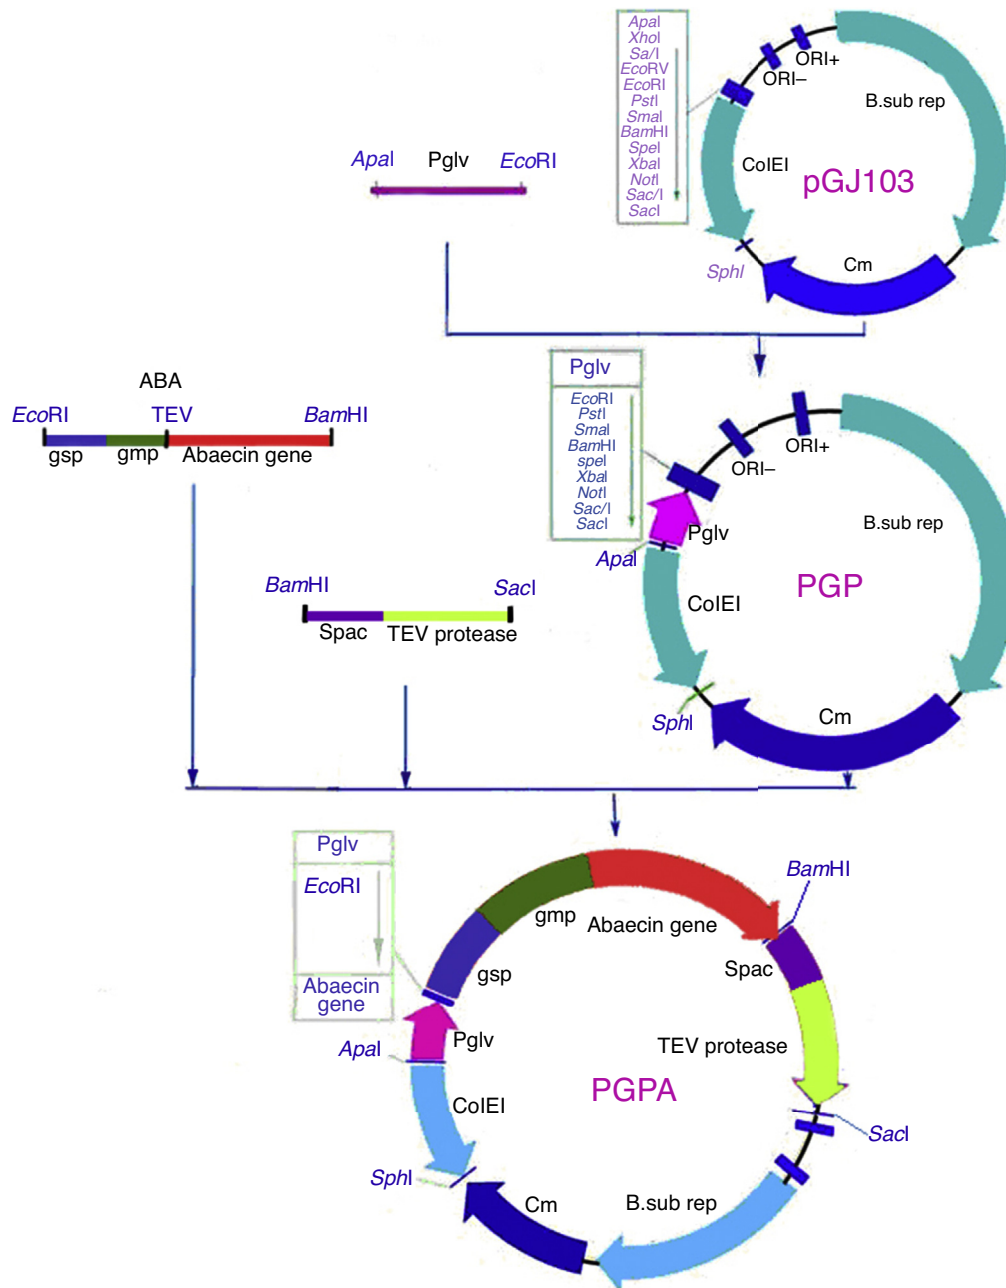 ApaI
XhoI
Sa/I
EcoRV
EcoRI
PstI
SmaI
BamHI
SpeI
XbaI
NotI
Sac/I
SacI
ORI+
ORI–
B.sub rep
ColEI
pGJ103
SphI
Cm
ApaI Pglv EcoRI
Pglv
EcoRI
PstI
SmaI
BamHI
speI
XbaI
NotI
Sac/I
SacI
ORI+
ORI–
B.sub rep
Pglv
ApaI
ColEI
PGP
SphI
Cm
ABA
EcoRI TEV BamHI
gsp gmp Abaecin gene
BamHI SacI
Spac TEV protease
Pglv
EcoRI
Abaecin
gene
BamHI
gmp Abaecin gene
gsp
Spac
Pglv
TEV protease
ApaI
ColEI
PGPA
SacI
SphI
Cm
B.sub rep